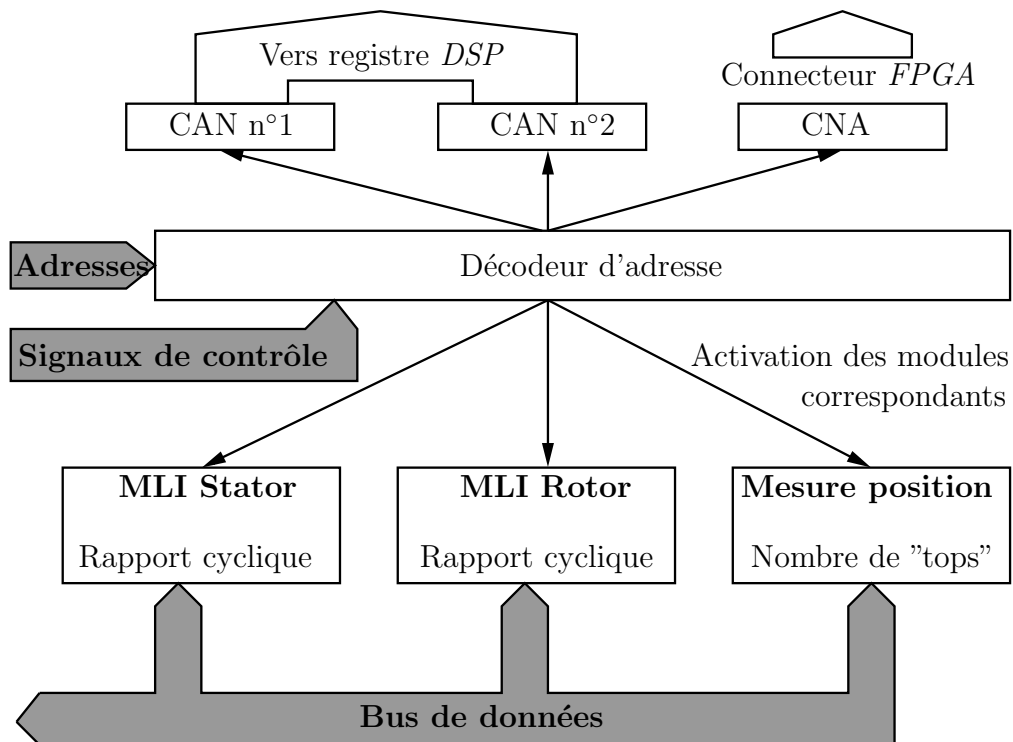 Vers registre DSP
Connecteur FPGA
CAN n°1
CAN n°2
CNA
Adresses
Décodeur d'adresse
Signaux de contrôle
Activation des modules
correspondants
MLI Stator
MLI Rotor
Mesure position
Rapport cyclique
Rapport cyclique
Nombre de ”tops”
Bus de données